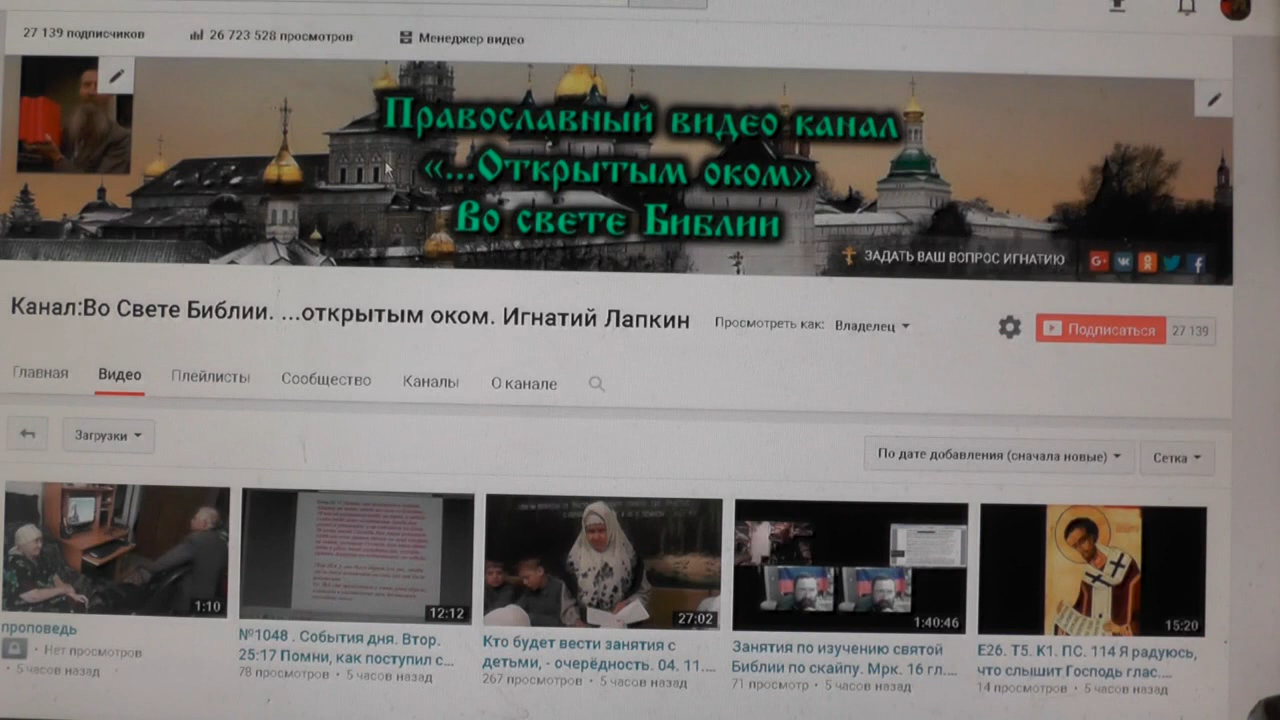 27 139 подписчиков
26 723 528 просмотров
Менеджер видео
Православный видео канал
«...Открытым оком»
Во свете Библии
ЗАДАТЬ ВАШ ВОПРОС ИГНАТИЮ
Канал:Во Свете Библии. ...открытым оком. Игнатий Лапкин
Просмотреть как: Владелец
Подписаться 27 139
Главная
Видео
Плейлисты
Сообщество
Каналы
О канале
Загрузки
По дате добавления (сначала новые)
Сетка
1:10
12:12
27:02
1:40:46
15:20
проповедь
Нет просмотров
• 5 часов назад
№1048 . События дня. Втор.
25:17 Помни, как поступил с...
78 просмотров • 5 часов назад
Кто будет вести занятия с
детьми, - очерёдность. 04. 11....
267 просмотров • 5 часов назад
Занятия по изучению святой
Библии по скайпу. Мрк. 16 гл....
71 просмотр • 5 часов назад
Е26. Т5. К1. ПС. 114 Я радуюсь,
что слышит Господь глас....
14 просмотров • 5 часов назад